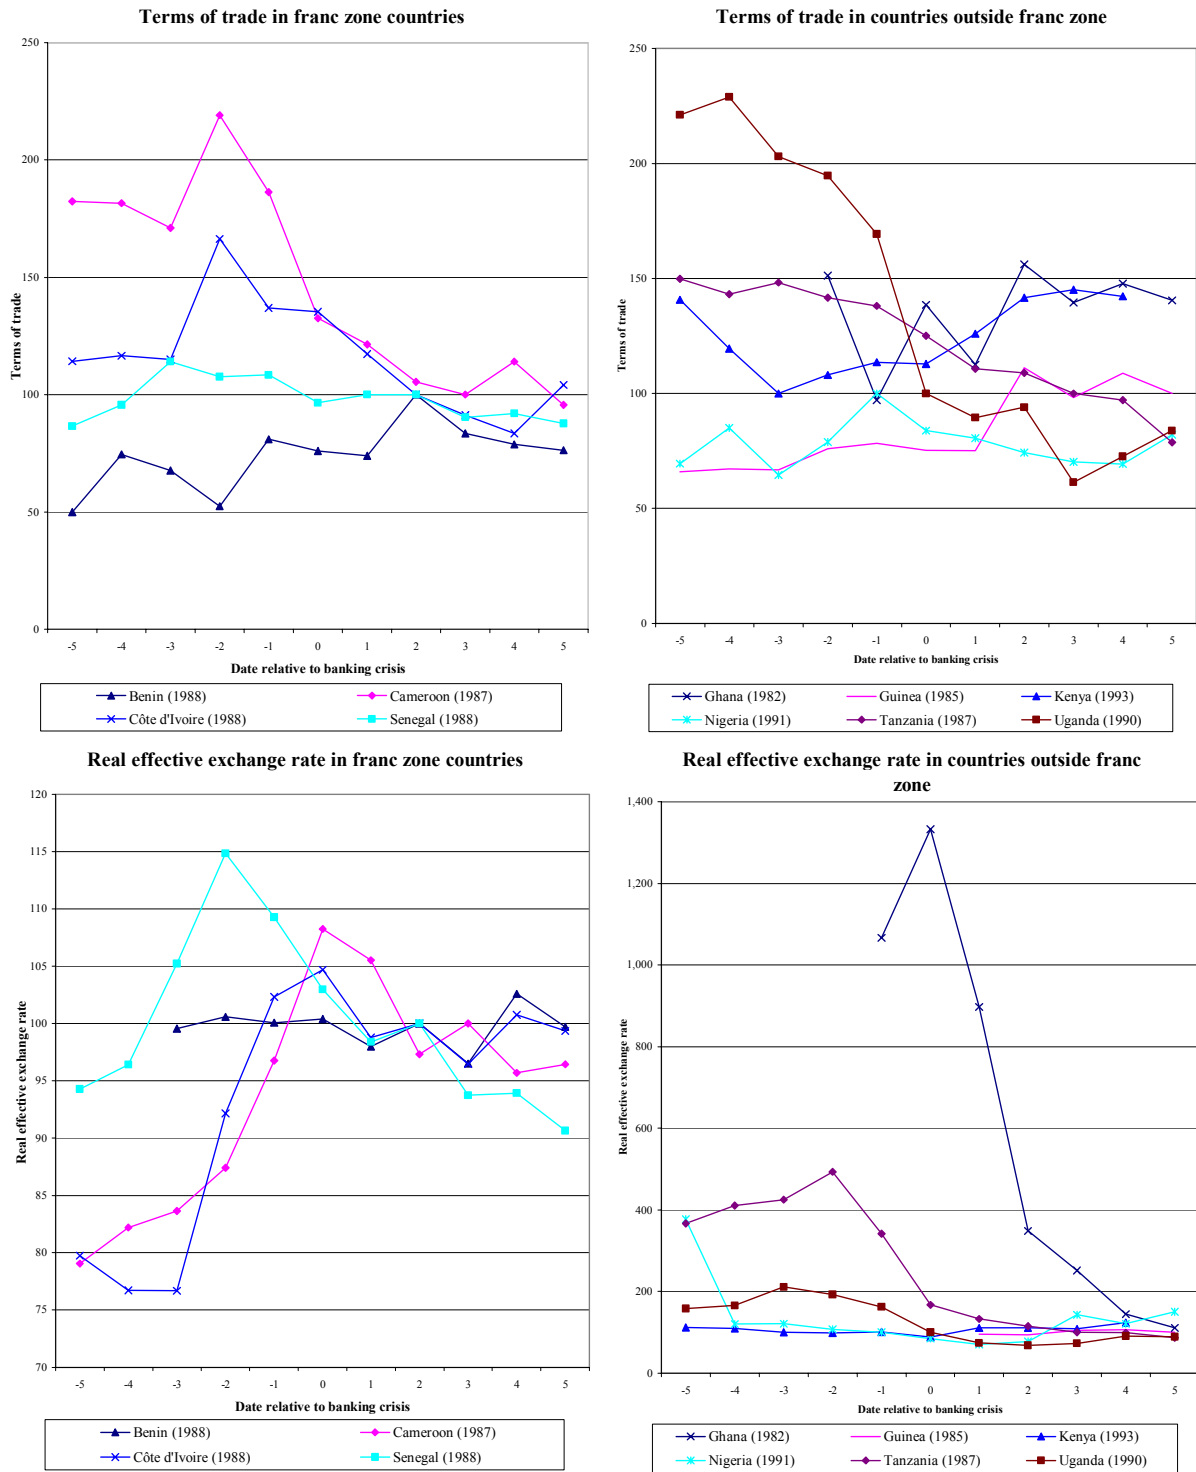 Terms of trade in franc zone countries
250
200
150
100
50
0
Terms of trade
-5 -4 -3 -2 -1 0 1 2 3 4 5
Date relative to banking crisis
Benin (1988) Cameroon (1987)
Côte d'Ivoire (1988) Senegal (1988)
Terms of trade in countries outside franc zone
250
200
150
100
50
0
Terms of trade
-5 -4 -3 -2 -1 0 1 2 3 4 5
Date relative to banking crisis
Ghana (1982) Guinea (1985) Kenya (1993)
Nigeria (1991) Tanzania (1987) Uganda (1990)
Real effective exchange rate in franc zone countries
120
115
110
105
100
95
90
85
80
75
70
Real effective exchange rate
-5 -4 -3 -2 -1 0 1 2 3 4 5
Date relative to banking crisis
Benin (1988) Cameroon (1987)
Côte d'Ivoire (1988) Senegal (1988)
Real effective exchange rate in countries outside franc
zone
1,400
1,200
1,000
800
600
400
200
0
Real effective exchange rate
-5 -4 -3 -2 -1 0 1 2 3 4 5
Date relative to banking crisis
Ghana (1982) Guinea (1985) Kenya (1993)
Nigeria (1991) Tanzania (1987) Uganda (1990)